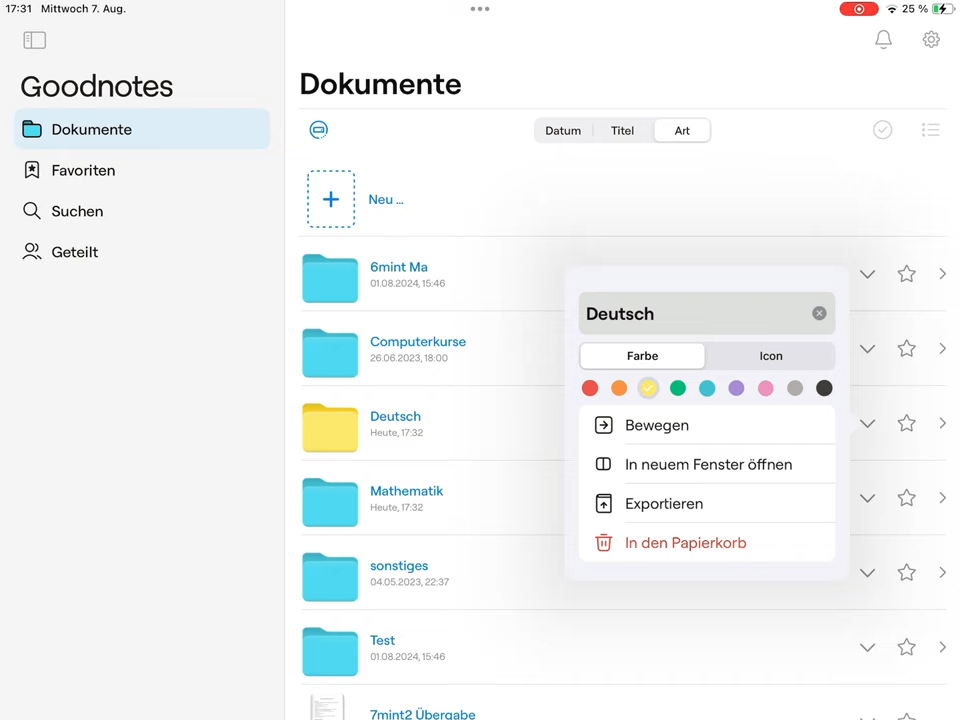 17:31 Mittwoch 7. Aug.
25 %
Goodnotes
Dokumente
Favoriten
Suchen
Geteilt
Dokumente
Datum
Titel
Art
Neu ...
6mint Ma
01.08.2024, 15:46
Computerkurse
26.06.2023, 18:00
Deutsch
Heute, 17:32
Mathematik
Heute, 17:32
sonstiges
04.05.2023, 22:37
Test
01.08.2024, 15:46
7mint2 Übergabe
Deutsch
Farbe
Icon
Bewegen
In neuem Fenster öffnen
Exportieren
In den Papierkorb